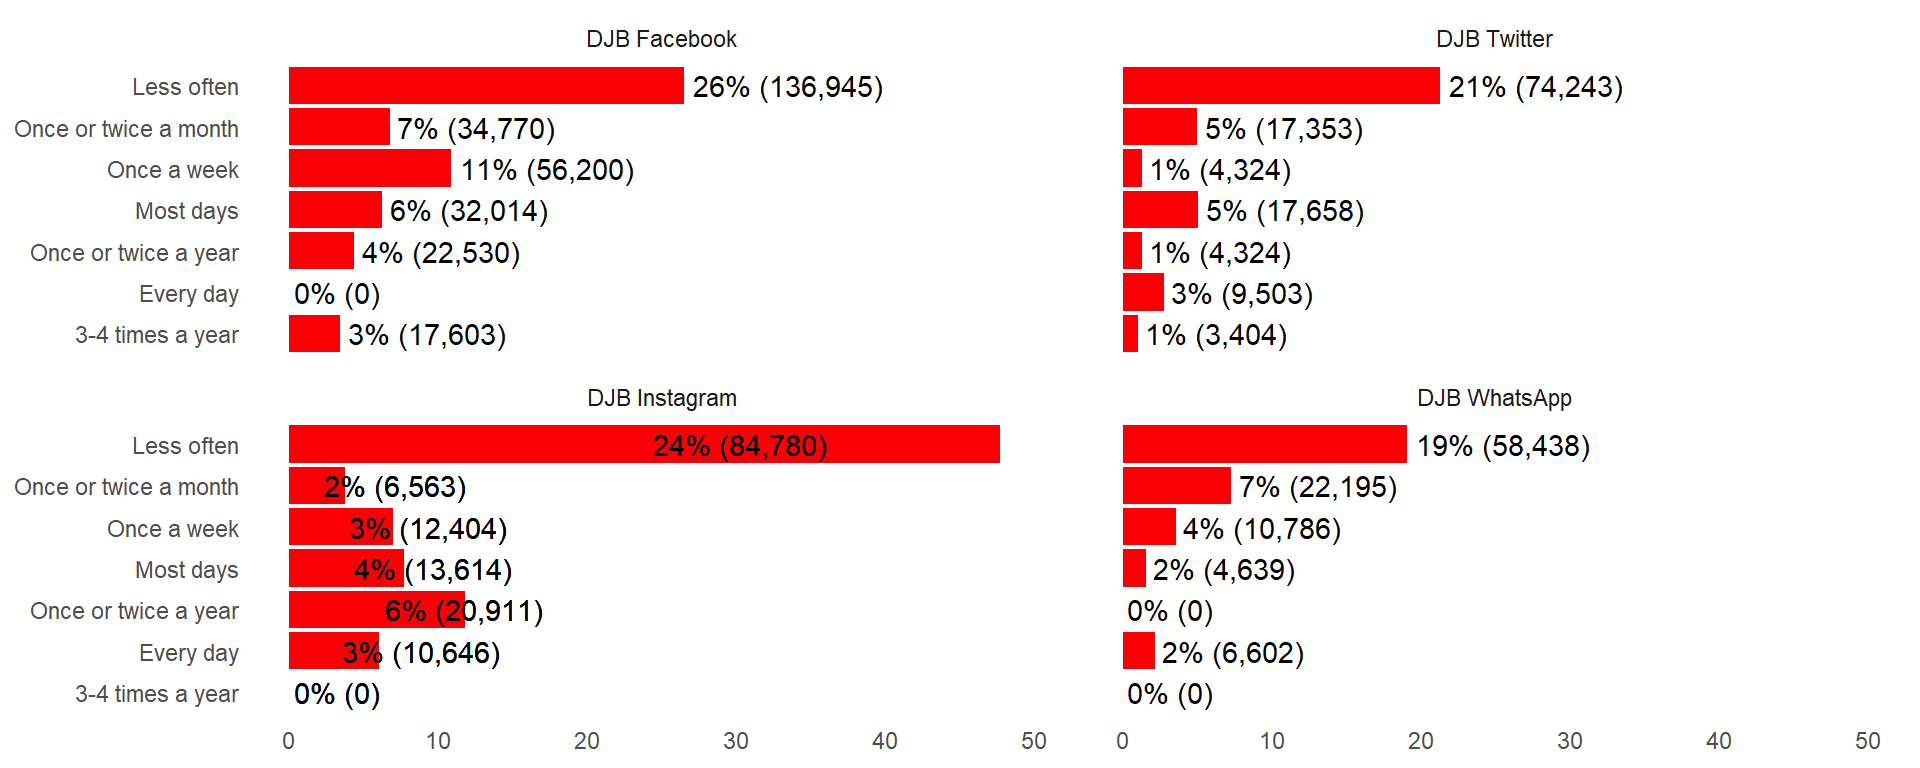 DJB Facebook
Less often 26% (136,945)
Once or twice a month 7% (34,770)
Once a week 11% (56,200)
Most days 6% (32,014)
Once or twice a year 4% (22,530)
Every day 0% (0)
3-4 times a year 3% (17,603)
DJB Twitter
21% (74,243)
5% (17,353)
1% (4,324)
5% (17,658)
1% (4,324)
3% (9,503)
1% (3,404)
DJB Instagram
Less often 24% (84,780)
Once or twice a month 2% (6,563)
Once a week 3% (12,404)
Most days 4% (13,614)
Once or twice a year 6% (20,911)
Every day 3% (10,646)
3-4 times a year 0% (0)
0 10 20 30 40 50
DJB WhatsApp
19% (58,438)
7% (22,195)
4% (10,786)
2% (4,639)
0% (0)
2% (6,602)
0% (0)
0 10 20 30 40 50